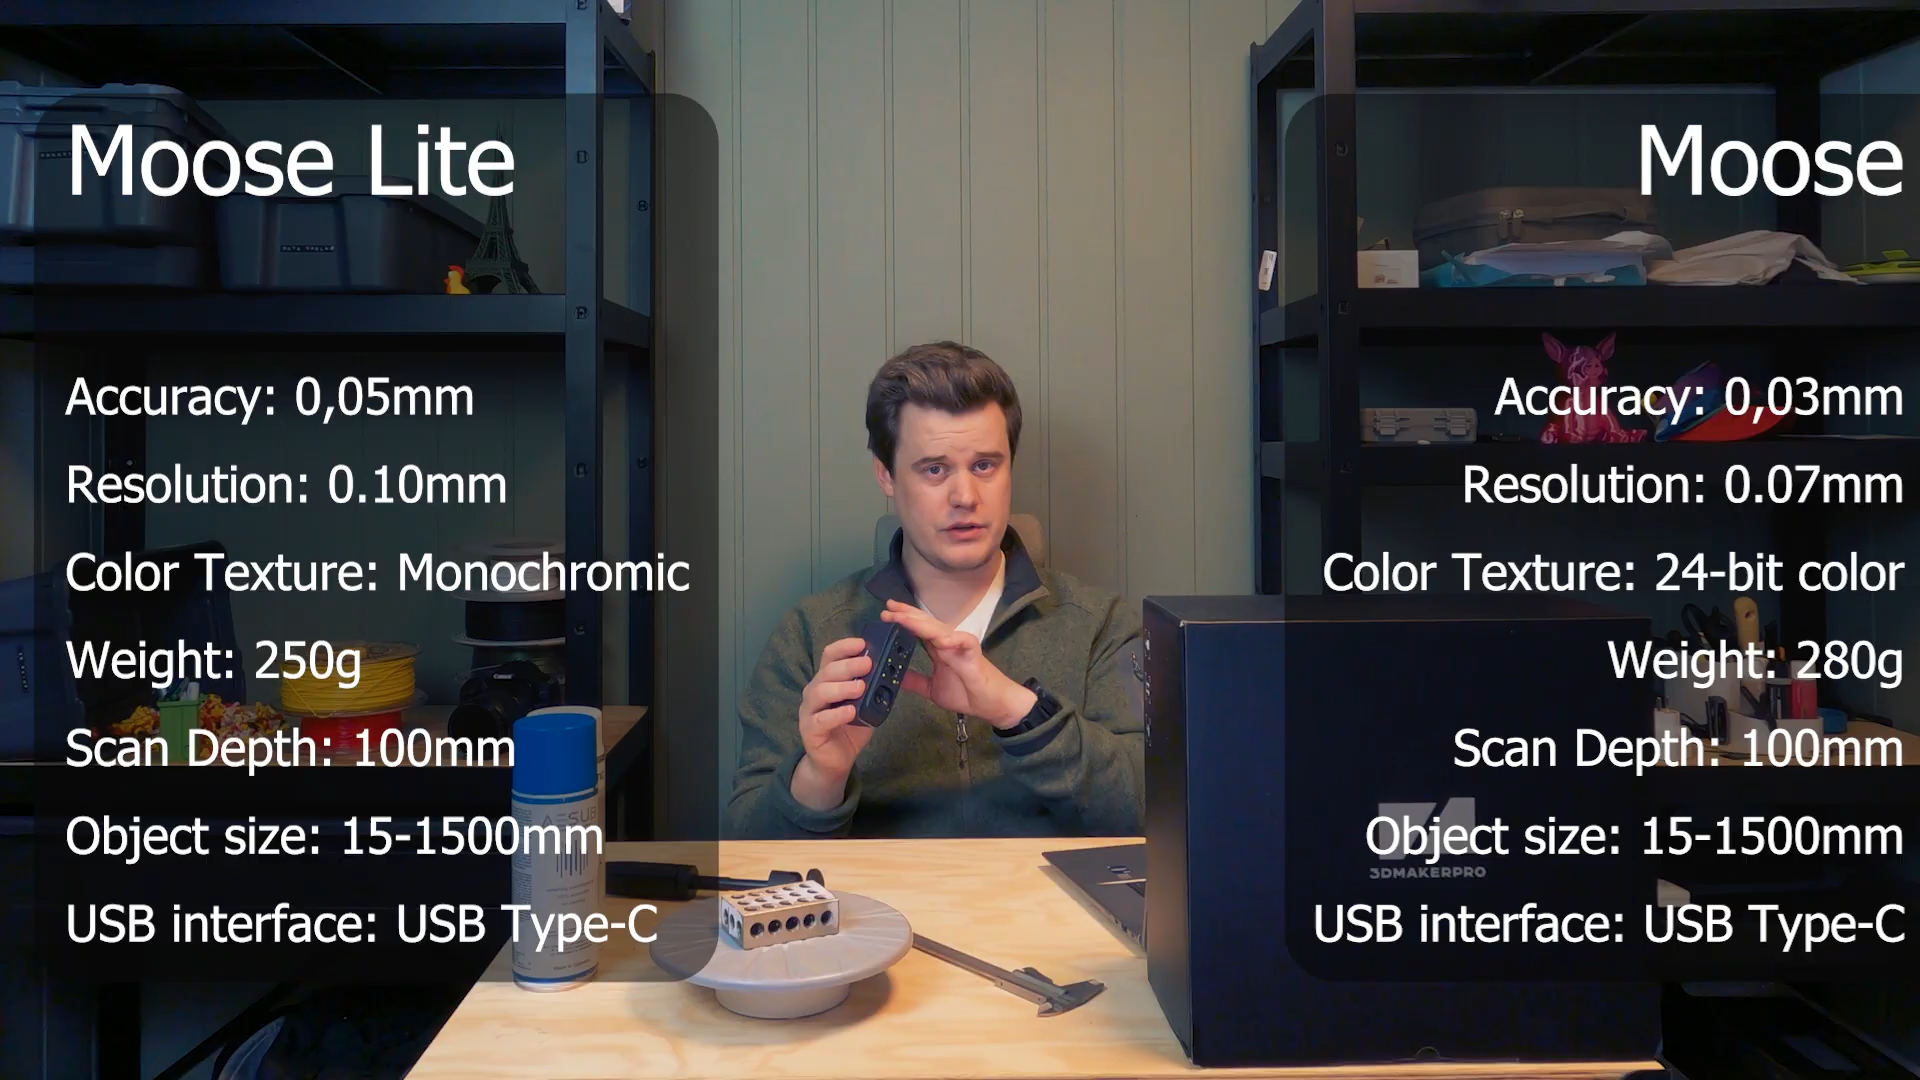 Moose Lite
Accuracy: 0,05mm
Resolution: 0.10mm
Color Texture: Monochromic
Weight: 250g
Scan Depth: 100mm
Object size: 15-1500mm
USB interface: USB Type-C
Moose
Accuracy: 0,03mm
Resolution: 0.07mm
Color Texture: 24-bit color
Weight: 280g
Scan Depth: 100mm
Object size: 15-1500mm
USB interface: USB Type-C
AESUB
3DMAKERPRO